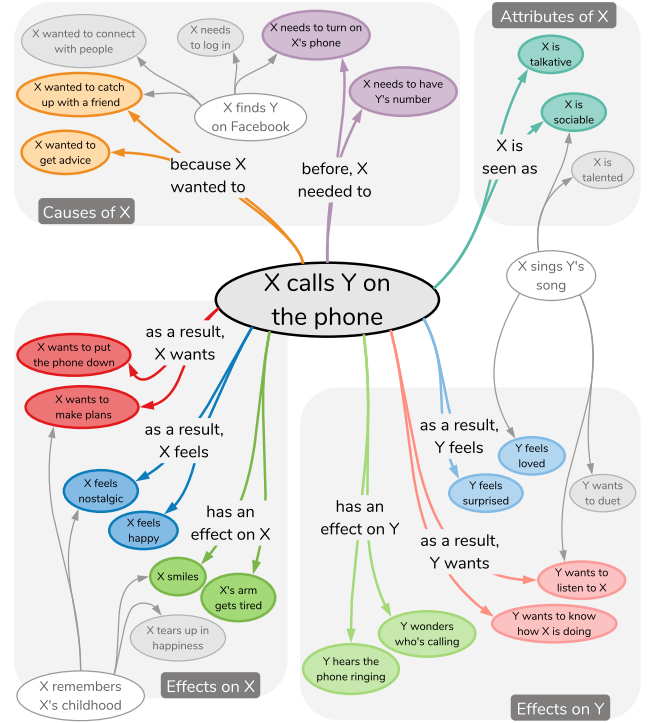 X wanted to connect
with people
X needs
to log in
X needs to turn on
X's phone
Attributes of X
X is
talkative
X wanted to catch
up with a friend
X needs to have
Y's number
X finds Y
on Facebook
X is
sociable
X wanted to
get advice
because X
wanted to
before, X
needed to
X is
seen as
X is
talented
Causes of X
X calls Y on
the phone
X sings Y's
song
X wants to put
the phone down
as a result,
X wants
X wants to
make plans
as a result,
X feels
as a result,
Y feels
Y feels
loved
X feels
nostalgic
Y feels
surprised
Y wants
to duet
X feels
happy
has an
effect on X
has an
effect on Y
as a result,
Y wants
X smiles
X's arm
gets tired
Y wants to
listen to X
X tears up in
happiness
Y wonders
who's calling
Y wants to know
how X is doing
Y hears the
phone ringing
X remembers
X's childhood
Effects on X
Effects on Y